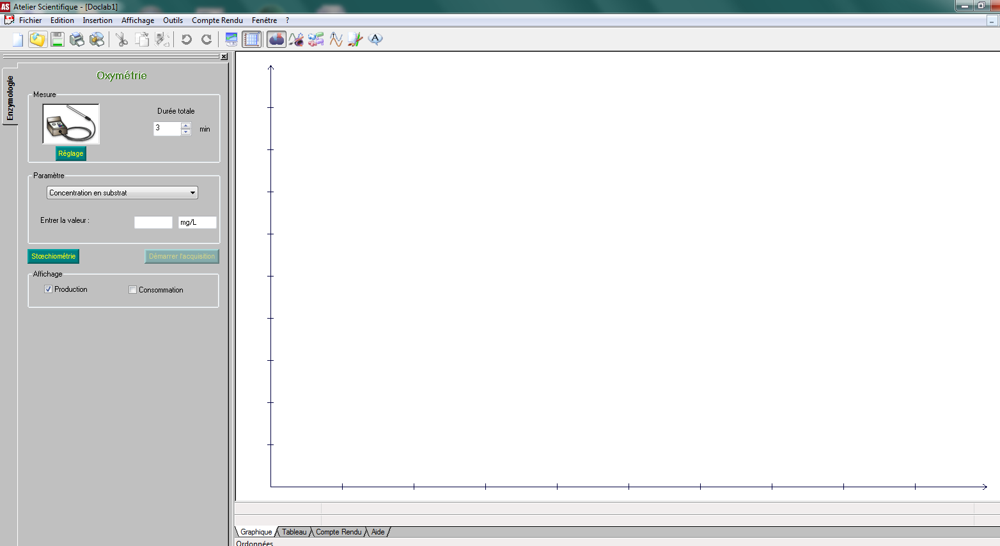 AS Atelier Scientifique - [Doclab1]
Fichier Edition Insertion Affichage Outils Compte Rendu Fenêtre ?
A
Enzymologie
Oxymétrie
Mesure
Durée totale
3 min
Réglage
Paramètre
Concentration en substrat
Entrer la valeur : mg/L
Stœchiométrie Démarrer l'acquisition
Affichage
Production Consommation
Graphique Tableau Compte Rendu Aide
Ordonnées